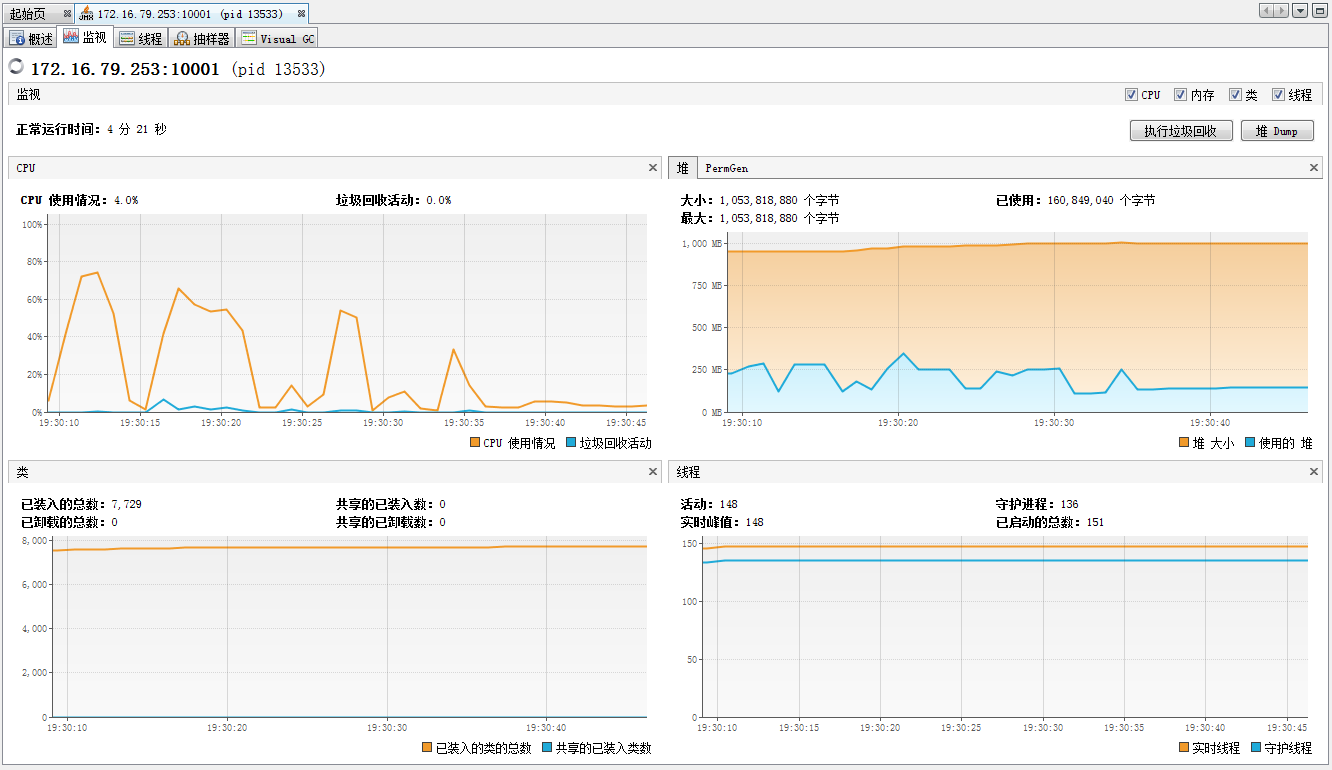 起始页 JMX 172.16.79.253:10001 (pid 13533)
概述 监视 线程 抽样器 Visual GC
172.16.79.253:10001 (pid 13533)
监视 CPU 内存 类 线程
正常运行时间: 4 分 21 秒 执行垃圾回收 堆 Dump
CPU
CPU 使用情况: 4.0% 垃圾回收活动: 0.0%
100%
80%
60%
40%
20%
0%
19:30:10 19:30:15 19:30:20 19:30:25 19:30:30 19:30:35 19:30:40 19:30:45
CPU 使用情况 垃圾回收活动
堆 PermGen
大小: 1,053,818,880 个字节 已使用: 160,849,040 个字节
最大: 1,053,818,880 个字节
1,000 MB
750 MB
500 MB
250 MB
0 MB
19:30:10 19:30:20 19:30:30 19:30:40
堆 大小 使用的 堆
类
已装入的总数: 7,729 共享的已装入数: 0
已卸载的总数: 0 共享的已卸载数: 0
8,000
6,000
4,000
2,000
0
19:30:10 19:30:20 19:30:30 19:30:40
已装入的类的总数 共享的已装入类数
线程
活动: 148 守护进程: 136
实时峰值: 148 已启动的总数: 151
150
100
50
0
19:30:10 19:30:15 19:30:20 19:30:25 19:30:30 19:30:35 19:30:40 19:30:45
实时线程 守护线程